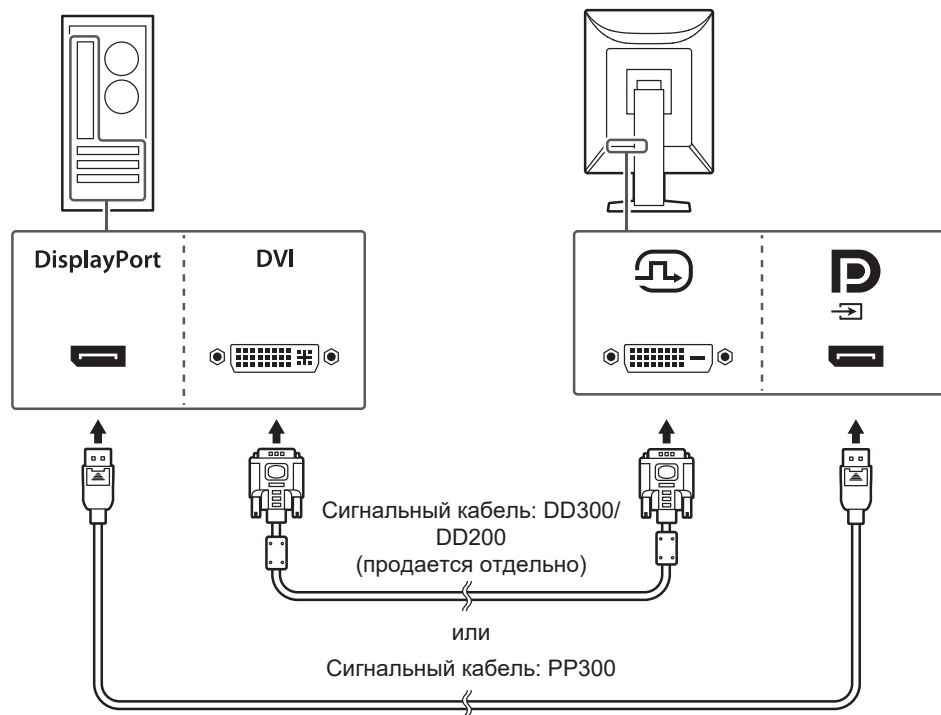 DisplayPort
DVI
Сигнальный кабель: DD300/
DD200
(продается отдельно)
или
Сигнальный кабель: PP300